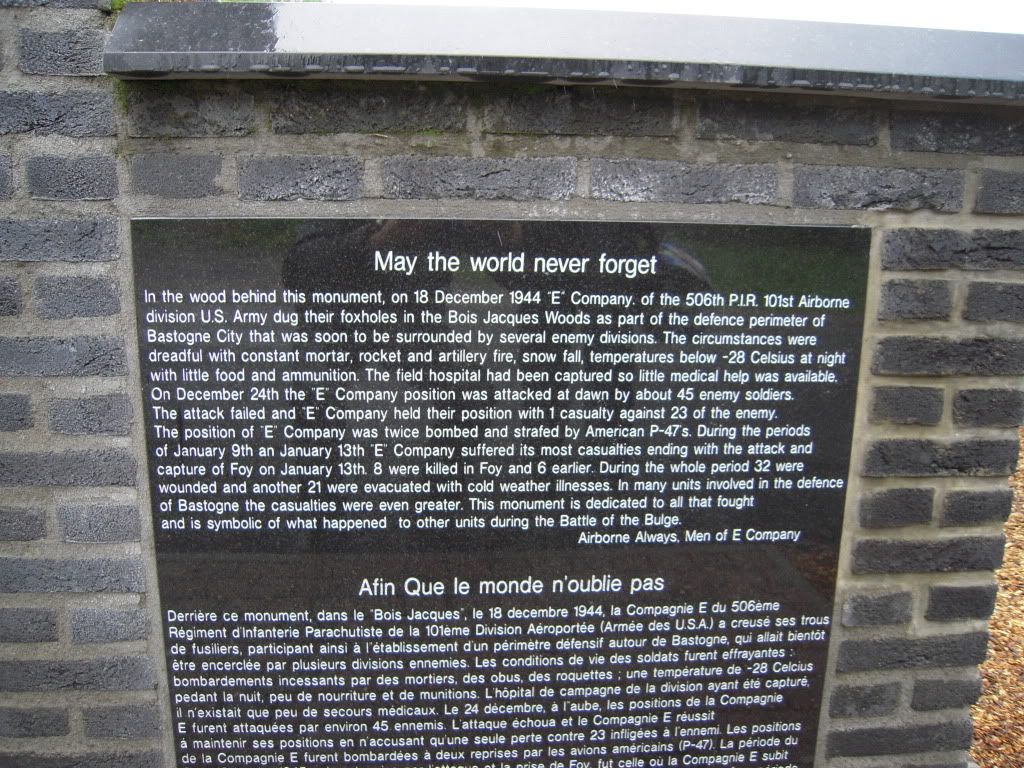 May the world never forget
In the wood behind this monument, on 18 December 1944 "E" Company. of the 506th P.I.R. 101st Airborne
division U.S. Army dug their foxholes in the Bois Jacques Woods as part of the defence perimeter of
Bastogne City that was soon to be surrounded by several enemy divisions. The circumstances were
dreadful with constant mortar, rocket and artillery fire, snow fall, temperatures below -28 Celsius at night
with little food and ammunition. The field hospital had been captured so little medical help was available.
On December 24th the "E" Company position was attacked at dawn by about 45 enemy soldiers.
The attack failed and "E" Company held their position with 1 casualty against 23 of the enemy.
The position of "E" Company was twice bombed and strafed by American P-47's. During the periods
of January 9th an January 13th "E" Company suffered its most casualties ending with the attack and
capture of Foy on January 13th. 8 were killed in Foy and 6 earlier. During the whole period 32 were
wounded and another 21 were evacuated with cold weather illnesses. In many units involved in the defence
of Bastogne the casualties were even greater. This monument is dedicated to all that fought
and is symbolic of what happened to other units during the Battle of the Bulge.
Airborne Always, Men of E Company
Afin Que le monde n'oublie pas
Derrière ce monument, dans le "Bois Jacques", le 18 decembre 1944, la Compagnie E du 506ème
Régiment d'Infanterie Parachutiste de la 101ème Division Aéroportée (Armée des U.S.A.) a creusé ses trous
de fusiliers, participant ainsi à l'établissement d'un périmètre défensif autour de Bastogne, qui allait bientôt
être encerclée par plusieurs divisions ennemies. Les conditions de vie des soldats furent effrayantes :
bombardements incessants par des mortiers, des obus, des roquettes ; une température de -28 Celcius
pedant la nuit, peu de nourriture et de munitions. L'hôpital de campagne de la division ayant été capturé,
il n'existait que peu de secours médicaux. Le 24 décembre, à l'aube, les positions de la Compagnie
E furent attaquées par environ 45 ennemis. L'attaque échoua et le Compagnie E réussit
à maintenir ses positions en n'accusant qu'une seule perte contre 23 infligées à l'ennemi. Les positions
de la Compagnie E furent bombardées à deux reprises par les avions américains (P-47). La période du
l'attaque et la prise de Foy, fut celle où la Compagnie E subit